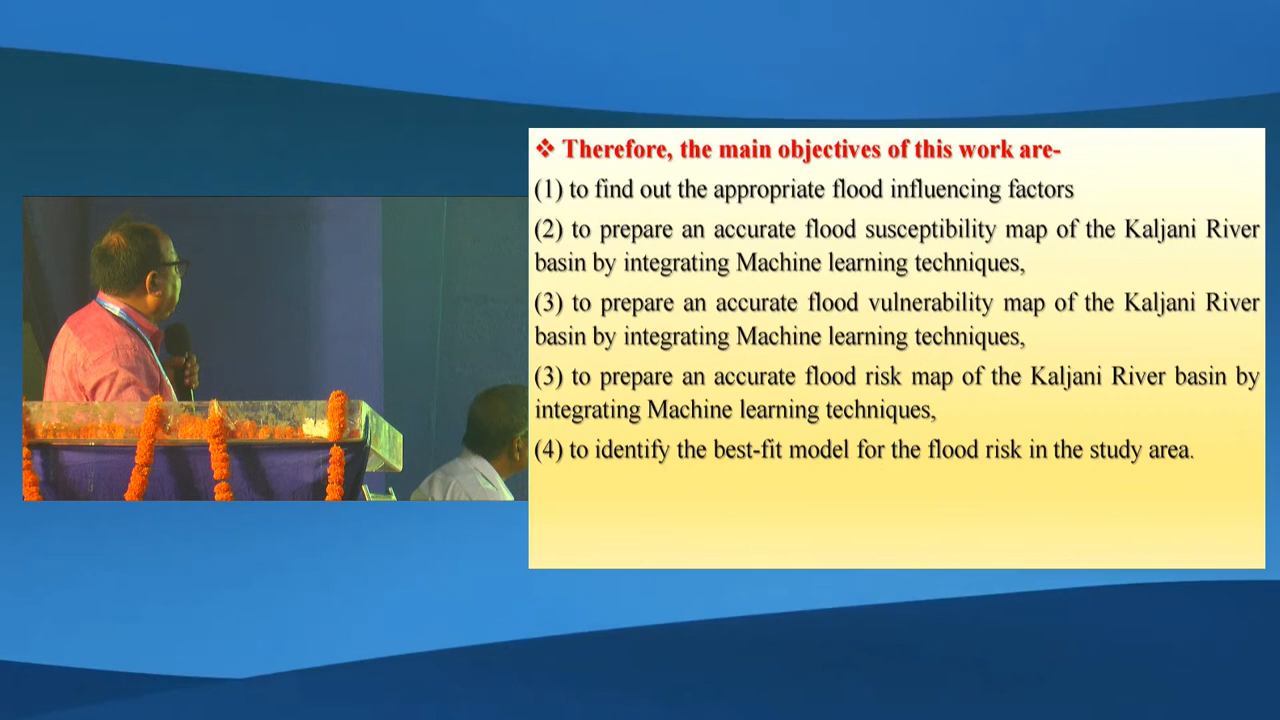 ❖ Therefore, the main objectives of this work are-
(1) to find out the appropriate flood influencing factors
(2) to prepare an accurate flood susceptibility map of the Kaljani River
basin by integrating Machine learning techniques,
(3) to prepare an accurate flood vulnerability map of the Kaljani River
basin by integrating Machine learning techniques,
(3) to prepare an accurate flood risk map of the Kaljani River basin by
integrating Machine learning techniques,
(4) to identify the best-fit model for the flood risk in the study area.